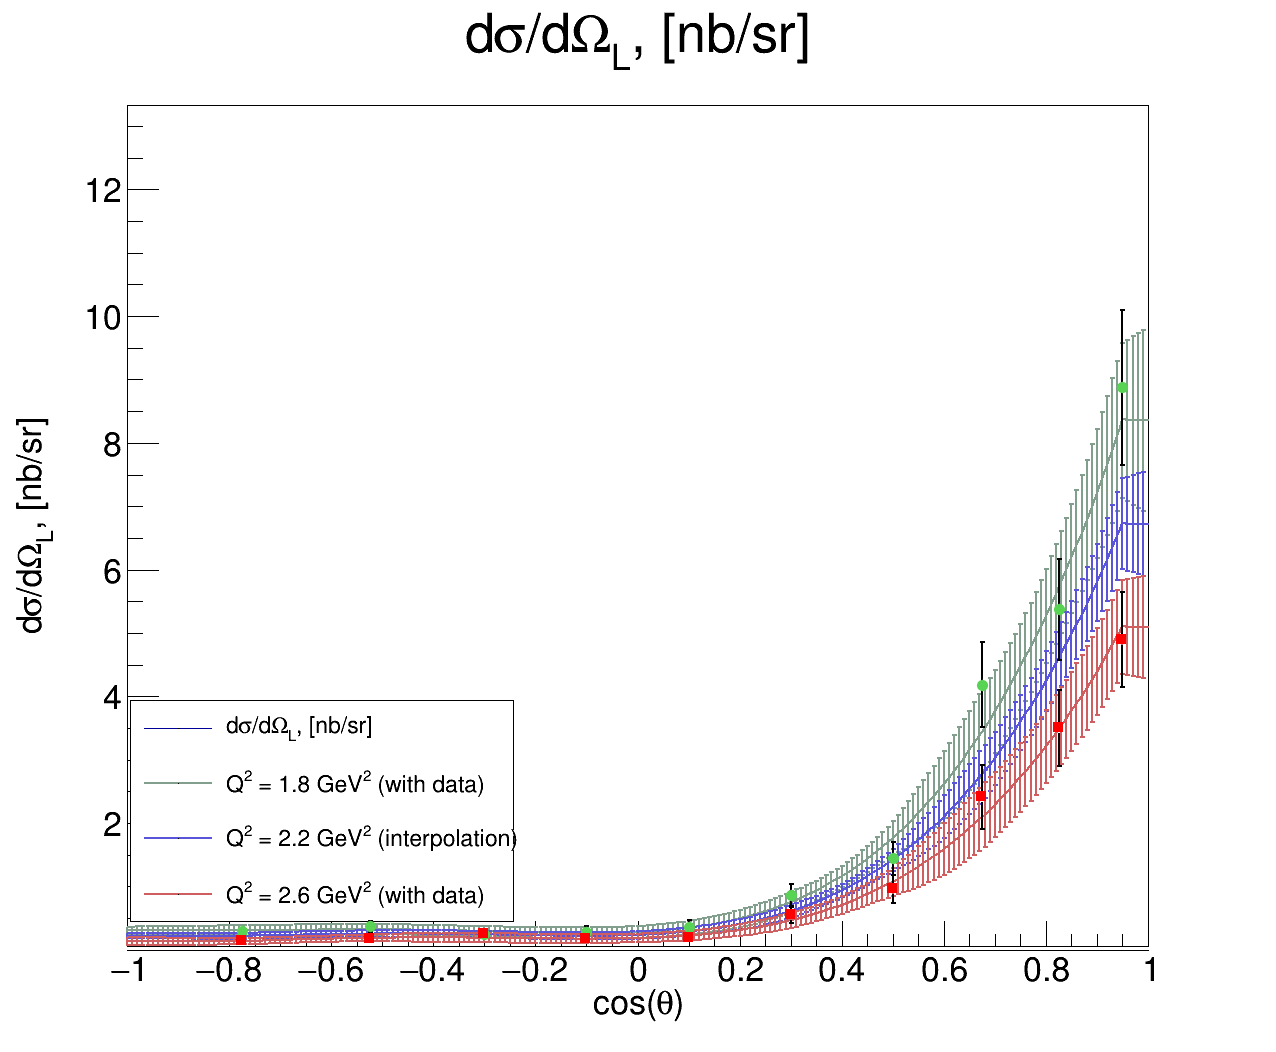 dσ/dΩL, [nb/sr]
dσ/dΩL, [nb/sr]
12
10
8
6
4
2
dσ/dΩL, [nb/sr]
Q2 = 1.8 GeV2 (with data)
Q2 = 2.2 GeV2 (interpolation)
Q2 = 2.6 GeV2 (with data)
−1 −0.8 −0.6 −0.4 −0.2 0 0.2 0.4 0.6 0.8 1
cos(θ)